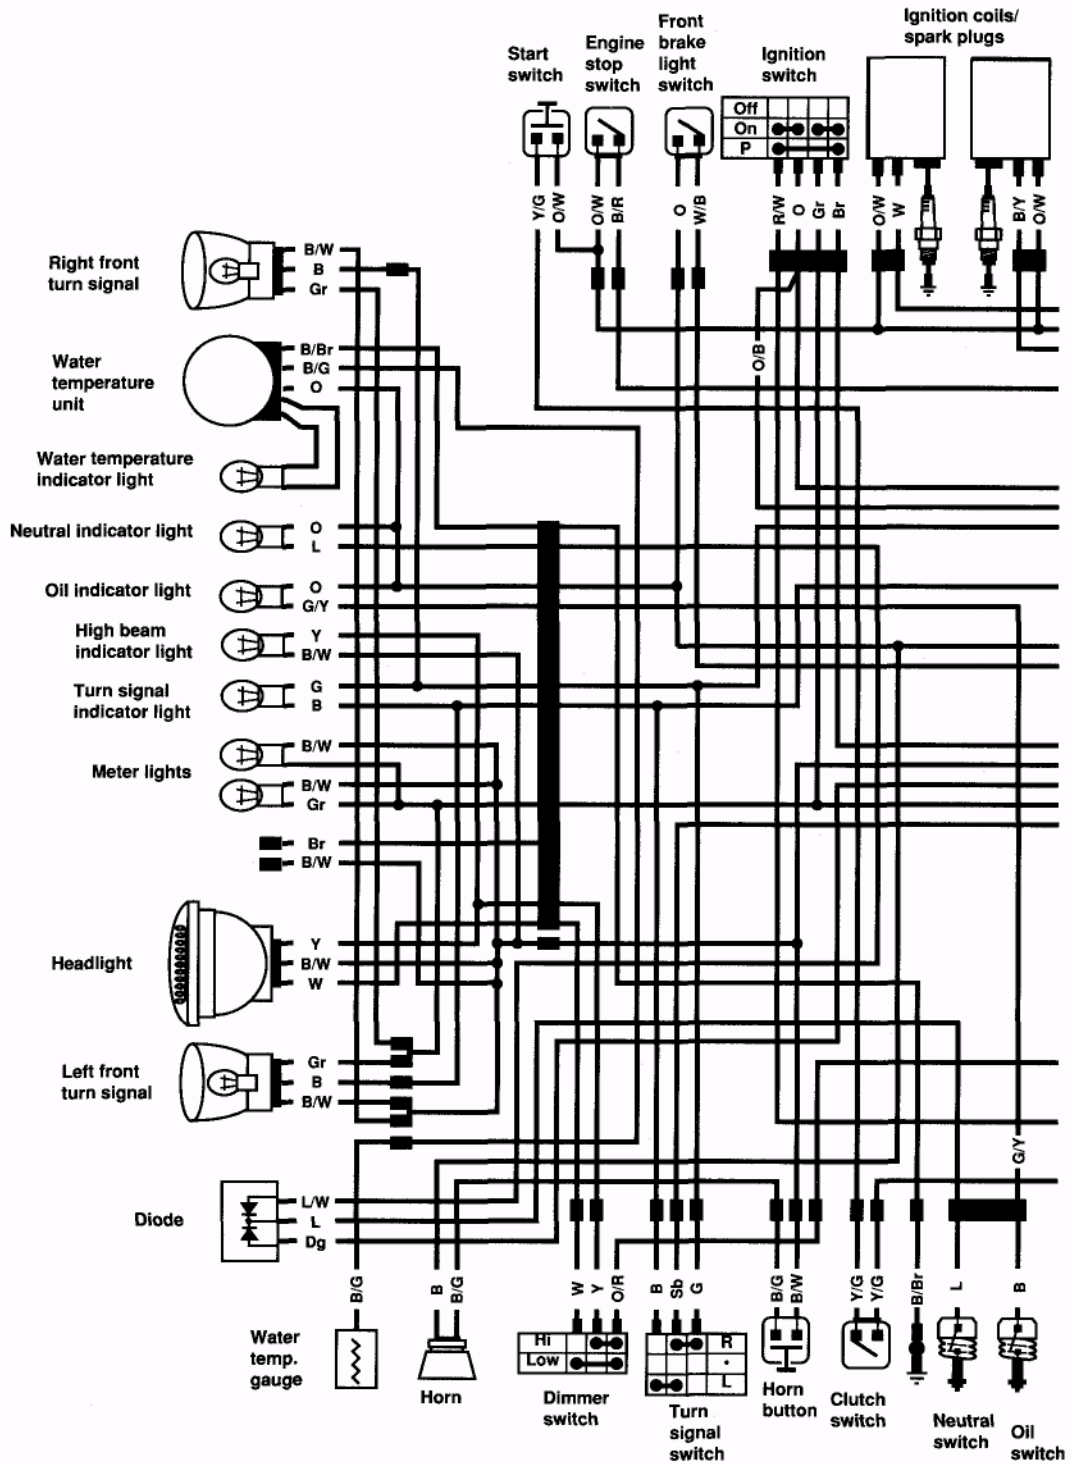 Ignition coils/
spark plugs
Front
brake
light
switch
Engine
stop
switch
Start
switch
Ignition
switch
Off
On
P
Y/G
O/W
O/W
B/R
O
W/B
R/W
O
Gr
Br
O/W
W
B/Y
O/W
Right front
turn signal
B/W
B
Gr
Water
temperature
unit
B/Br
B/G
O
O/B
Water temperature
indicator light
Neutral indicator light
O
L
Oil indicator light
O
G/Y
High beam
indicator light
Y
B/W
Turn signal
indicator light
G
B
Meter lights
B/W
B/W
Gr
Br
B/W
Headlight
Y
B/W
W
Left front
turn signal
Gr
B
B/W
G/Y
Diode
L/W
L
Dg
B/G
B
B/G
W
Y
O/R
B
Sb
G
B/G
B/W
Y/G
Y/G
B/Br
L
B
Water
temp.
gauge
Horn
Hi
Low
Dimmer
switch
R
L
Turn
signal
switch
Horn
button
Clutch
switch
Neutral
switch
Oil
switch